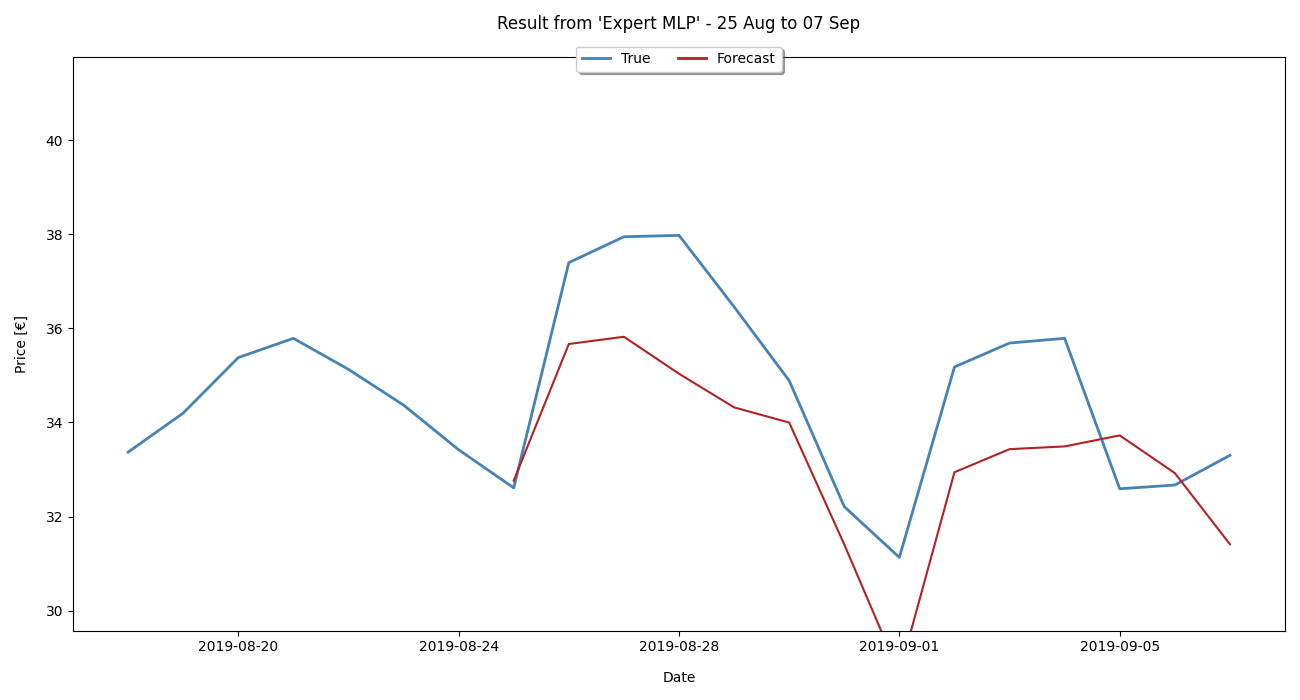 Result from 'Expert MLP' - 25 Aug to 07 Sep
True Forecast
40
38
36
34
32
30
Price [€]
2019-08-20 2019-08-24 2019-08-28 2019-09-01 2019-09-05
Date